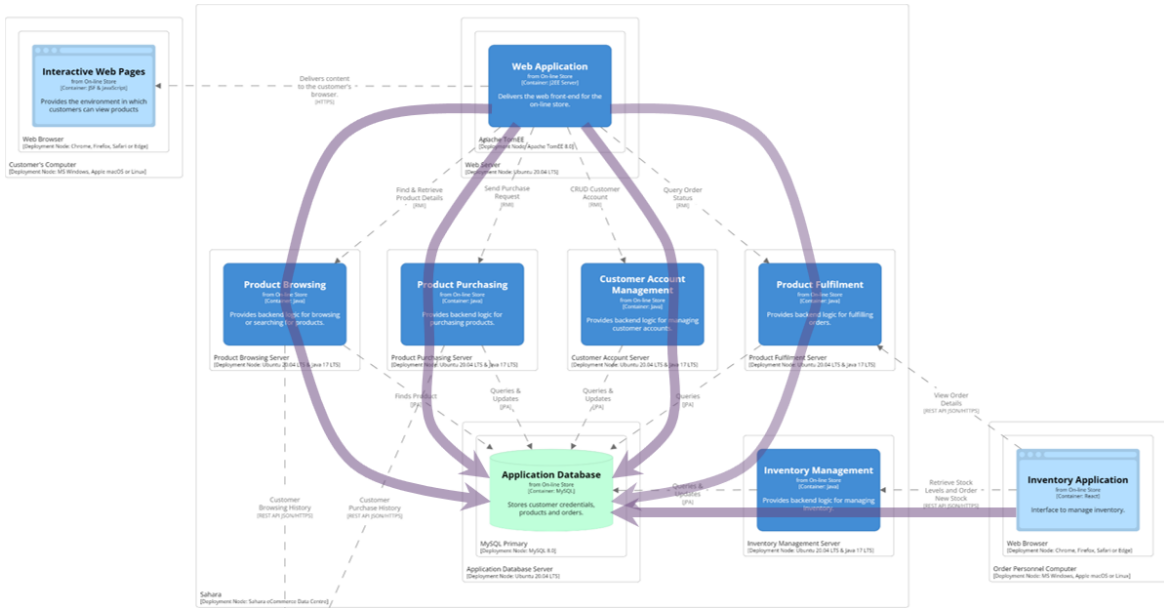 Interactive Web Pages
from On-line Store
[Container: JSP & JavaScript]
Provides the environment in which
customers can view products
Web Browser
[Deployment Node: Chrome, Firefox, Safari or Edge]
Customer's Computer
[Deployment Node: MS Windows, Apple macOS or Linux]
Delivers content
to the customer's
browser.
[HTTPS]
Web Application
from On-line Store
[Container: J2EE Server]
Delivers the web front-end for the
on-line store.
Apache TomEE
[Deployment Node: Apache TomEE 8.0]
Web Server
[Deployment Node: Ubuntu 20.04 LTS]
Find & Retrieve
Product Details
[RMI]
Send Purchase
Request
[RMI]
CRUD Customer
Account
[RMI]
Query Order
Status
[RMI]
Product Browsing
from On-line Store
[Container: Java]
Provides backend logic for browsing
or searching for products.
Product Browsing Server
[Deployment Node: Ubuntu 20.04 LTS & Java 17 LTS]
Product Purchasing
from On-line Store
[Container: Java]
Provides backend logic for
purchasing products.
Product Purchasing Server
[Deployment Node: Ubuntu 20.04 LTS & Java 17 LTS]
Customer Account
Management
from On-line Store
[Container: Java]
Provides backend logic for managing
customer accounts.
Customer Account Server
[Deployment Node: Ubuntu 20.04 LTS & Java 17 LTS]
Product Fulfilment
from On-line Store
[Container: Java]
Provides backend logic for fulfilling
orders.
Product Fulfilment Server
[Deployment Node: Ubuntu 20.04 LTS & Java 17 LTS]
Finds Product
[JPA]
Queries &
Updates
[JPA]
Queries &
Updates
[JPA]
Queries
[JPA]
View Order
Details
[REST API JSON/HTTPS]
Customer
Browsing History
[REST API JSON/HTTPS]
Customer
Purchase History
[REST API JSON/HTTPS]
Application Database
from On-line Store
[Container: MySQL]
Stores customer credentials,
products and orders.
MySQL Primary
[Deployment Node: MySQL 8.0]
Application Database Server
[Deployment Node: Ubuntu 20.04 LTS]
Queries &
Updates
[JPA]
Inventory Management
from On-line Store
[Container: Java]
Provides backend logic for managing
inventory.
Inventory Management Server
[Deployment Node: Ubuntu 20.04 LTS & Java 17 LTS]
Retrieve Stock
Levels and Order
New Stock
[REST API JSON/HTTPS]
Inventory Application
from On-line Store
[Container: React]
Interface to manage inventory.
Web Browser
[Deployment Node: Chrome, Firefox, Safari or Edge]
Order Personnel Computer
[Deployment Node: MS Windows, Apple macOS or Linux]
Sahara
[Deployment Node: Sahara eCommerce Data Centre]